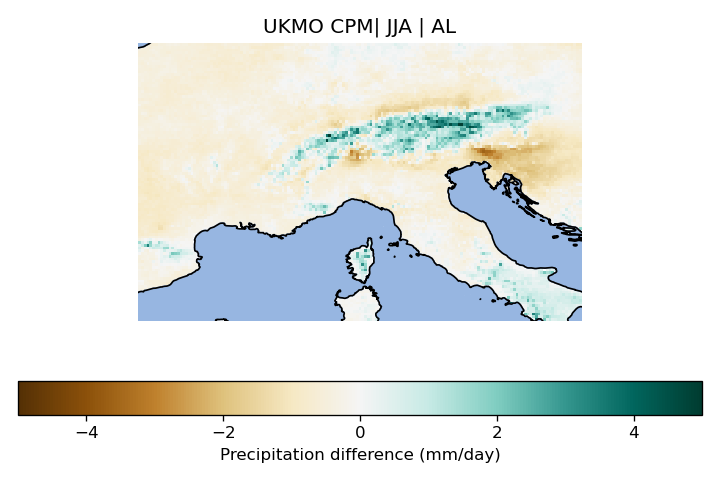 UKMO CPM| JJA | AL
−4 −2 0 2 4
Precipitation difference (mm/day)